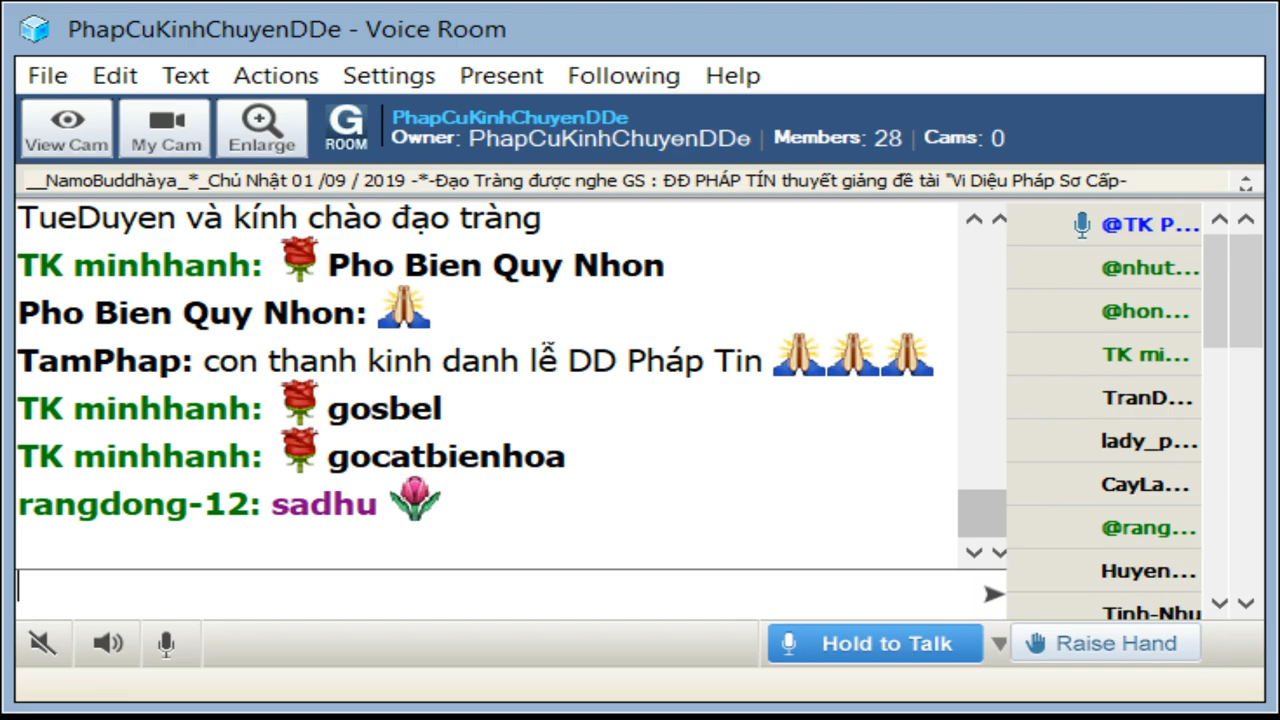 PhapCuKinhChuyenDDe - Voice Room
File Edit Text Actions Settings Present Following Help
View Cam My Cam Enlarge G ROOM
PhapCuKinhChuyenDDe
Owner: PhapCuKinhChuyenDDe | Members: 28 | Cams: 0
__NamoBuddhàya_*_Chủ Nhật 01 /09 / 2019 -*-Đạo Tràng được nghe GS : ĐĐ PHÁP TÍN thuyết giảng đề tài "Vi Diệu Pháp Sơ Cấp-
TueDuyen và kính chào đạo tràng
TK minhhanh: Pho Bien Quy Nhon
Pho Bien Quy Nhon:
TamPhap: con thanh kinh danh lễ DD Pháp Tin
TK minhhanh: gosbel
TK minhhanh: gocatbienhoa
rangdong-12: sadhu
@TK P...
@nhut...
@hon...
TK mi...
TranD...
lady_p...
CayLa...
@rang...
Huyen...
Tinh-Nhu
Hold to Talk
Raise Hand